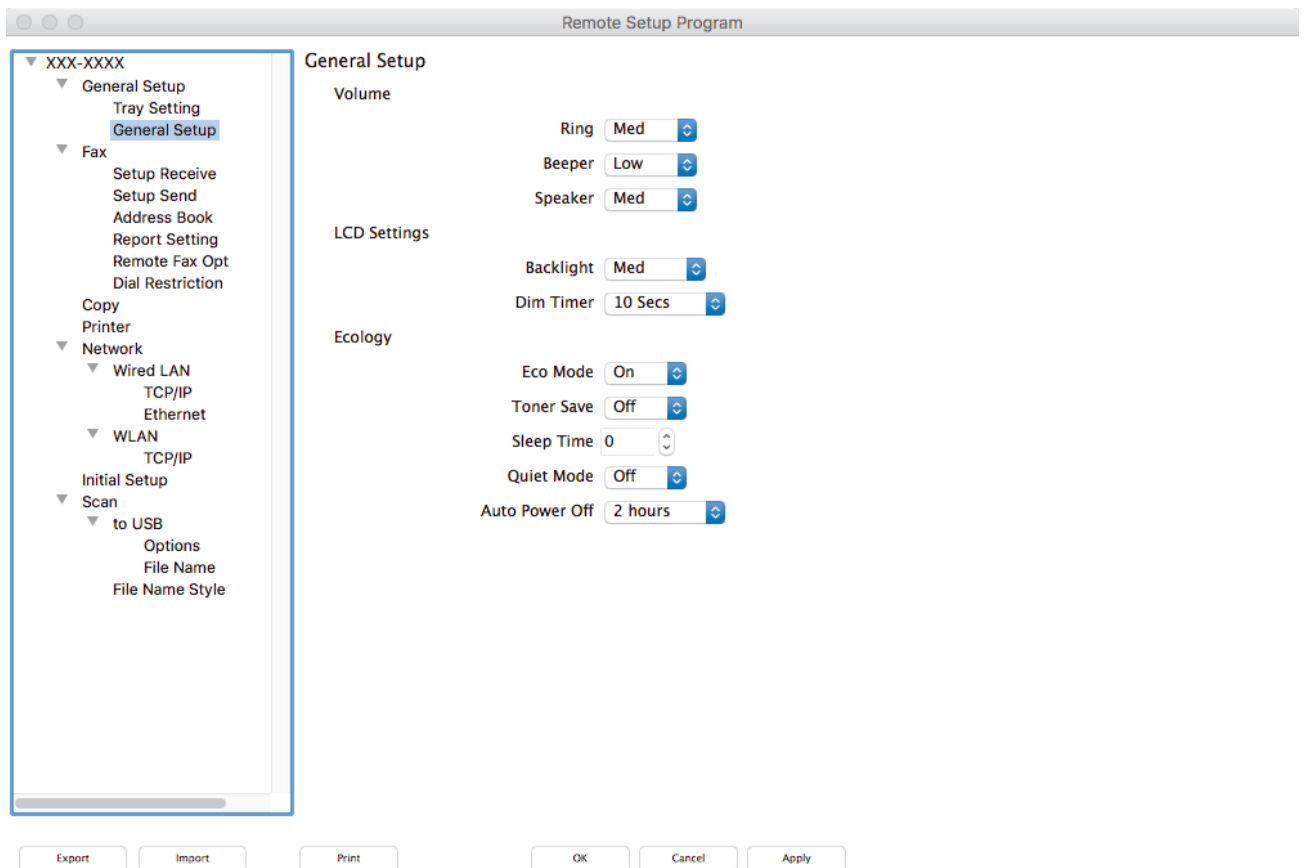 Remote Setup Program
XXX-XXXX
General Setup
Tray Setting
General Setup
Fax
Setup Receive
Setup Send
Address Book
Report Setting
Remote Fax Opt
Dial Restriction
Copy
Printer
Network
Wired LAN
TCP/IP
Ethernet
WLAN
TCP/IP
Initial Setup
Scan
to USB
Options
File Name
File Name Style
General Setup
Volume
Ring Med
Beeper Low
Speaker Med
LCD Settings
Backlight Med
Dim Timer 10 Secs
Ecology
Eco Mode On
Toner Save Off
Sleep Time 0
Quiet Mode Off
Auto Power Off 2 hours
Export Import Print OK Cancel Apply